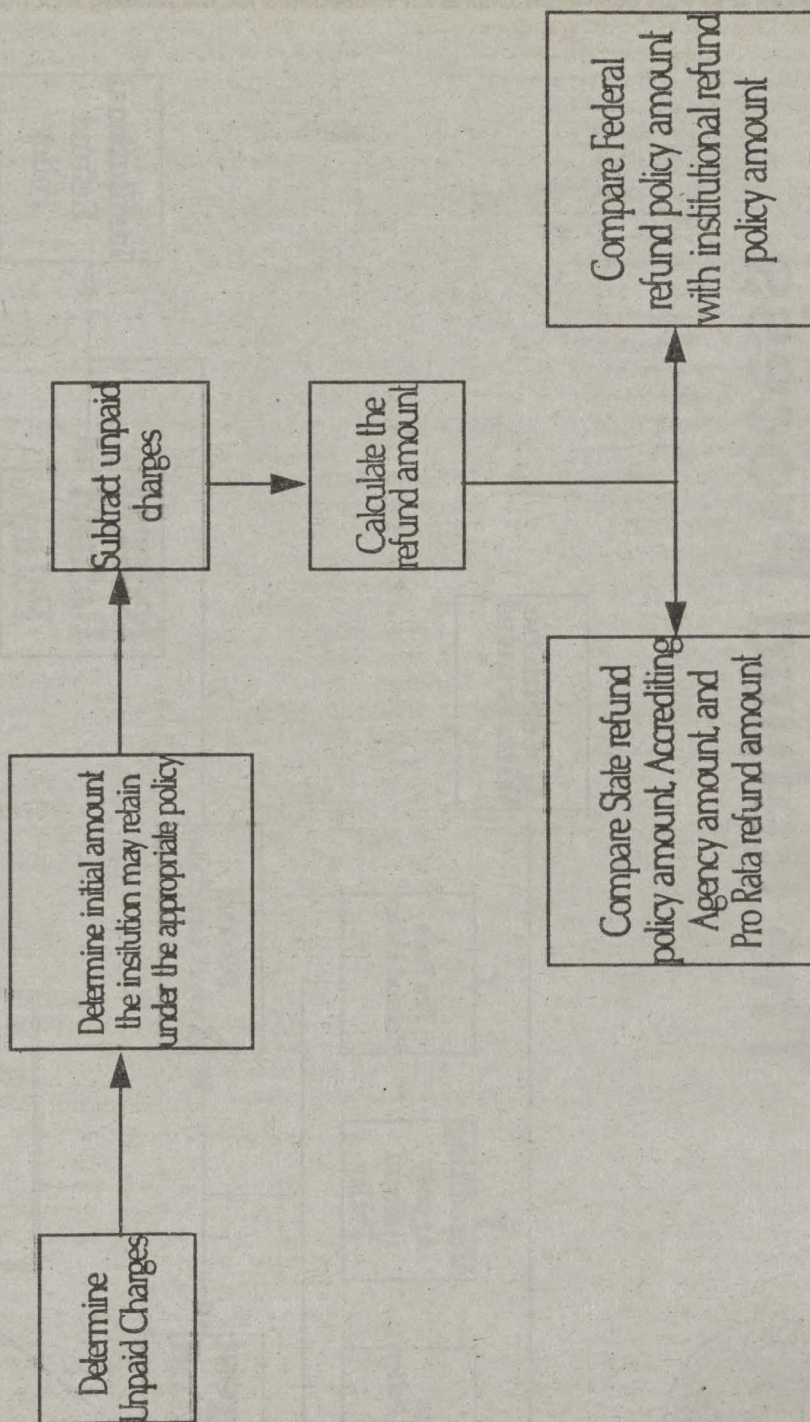 Determine
Unpaid Charges
Determine initial amount
the insitution may retain
under the appropriate policy
Subtract unpaid
charges
Calculate the
refund amount
Compare State refund
policy amount, Accrediting
Agency amount, and
Pro Rata refund amount
Compare Federal
refund policy amount
with institutional refund
policy amount